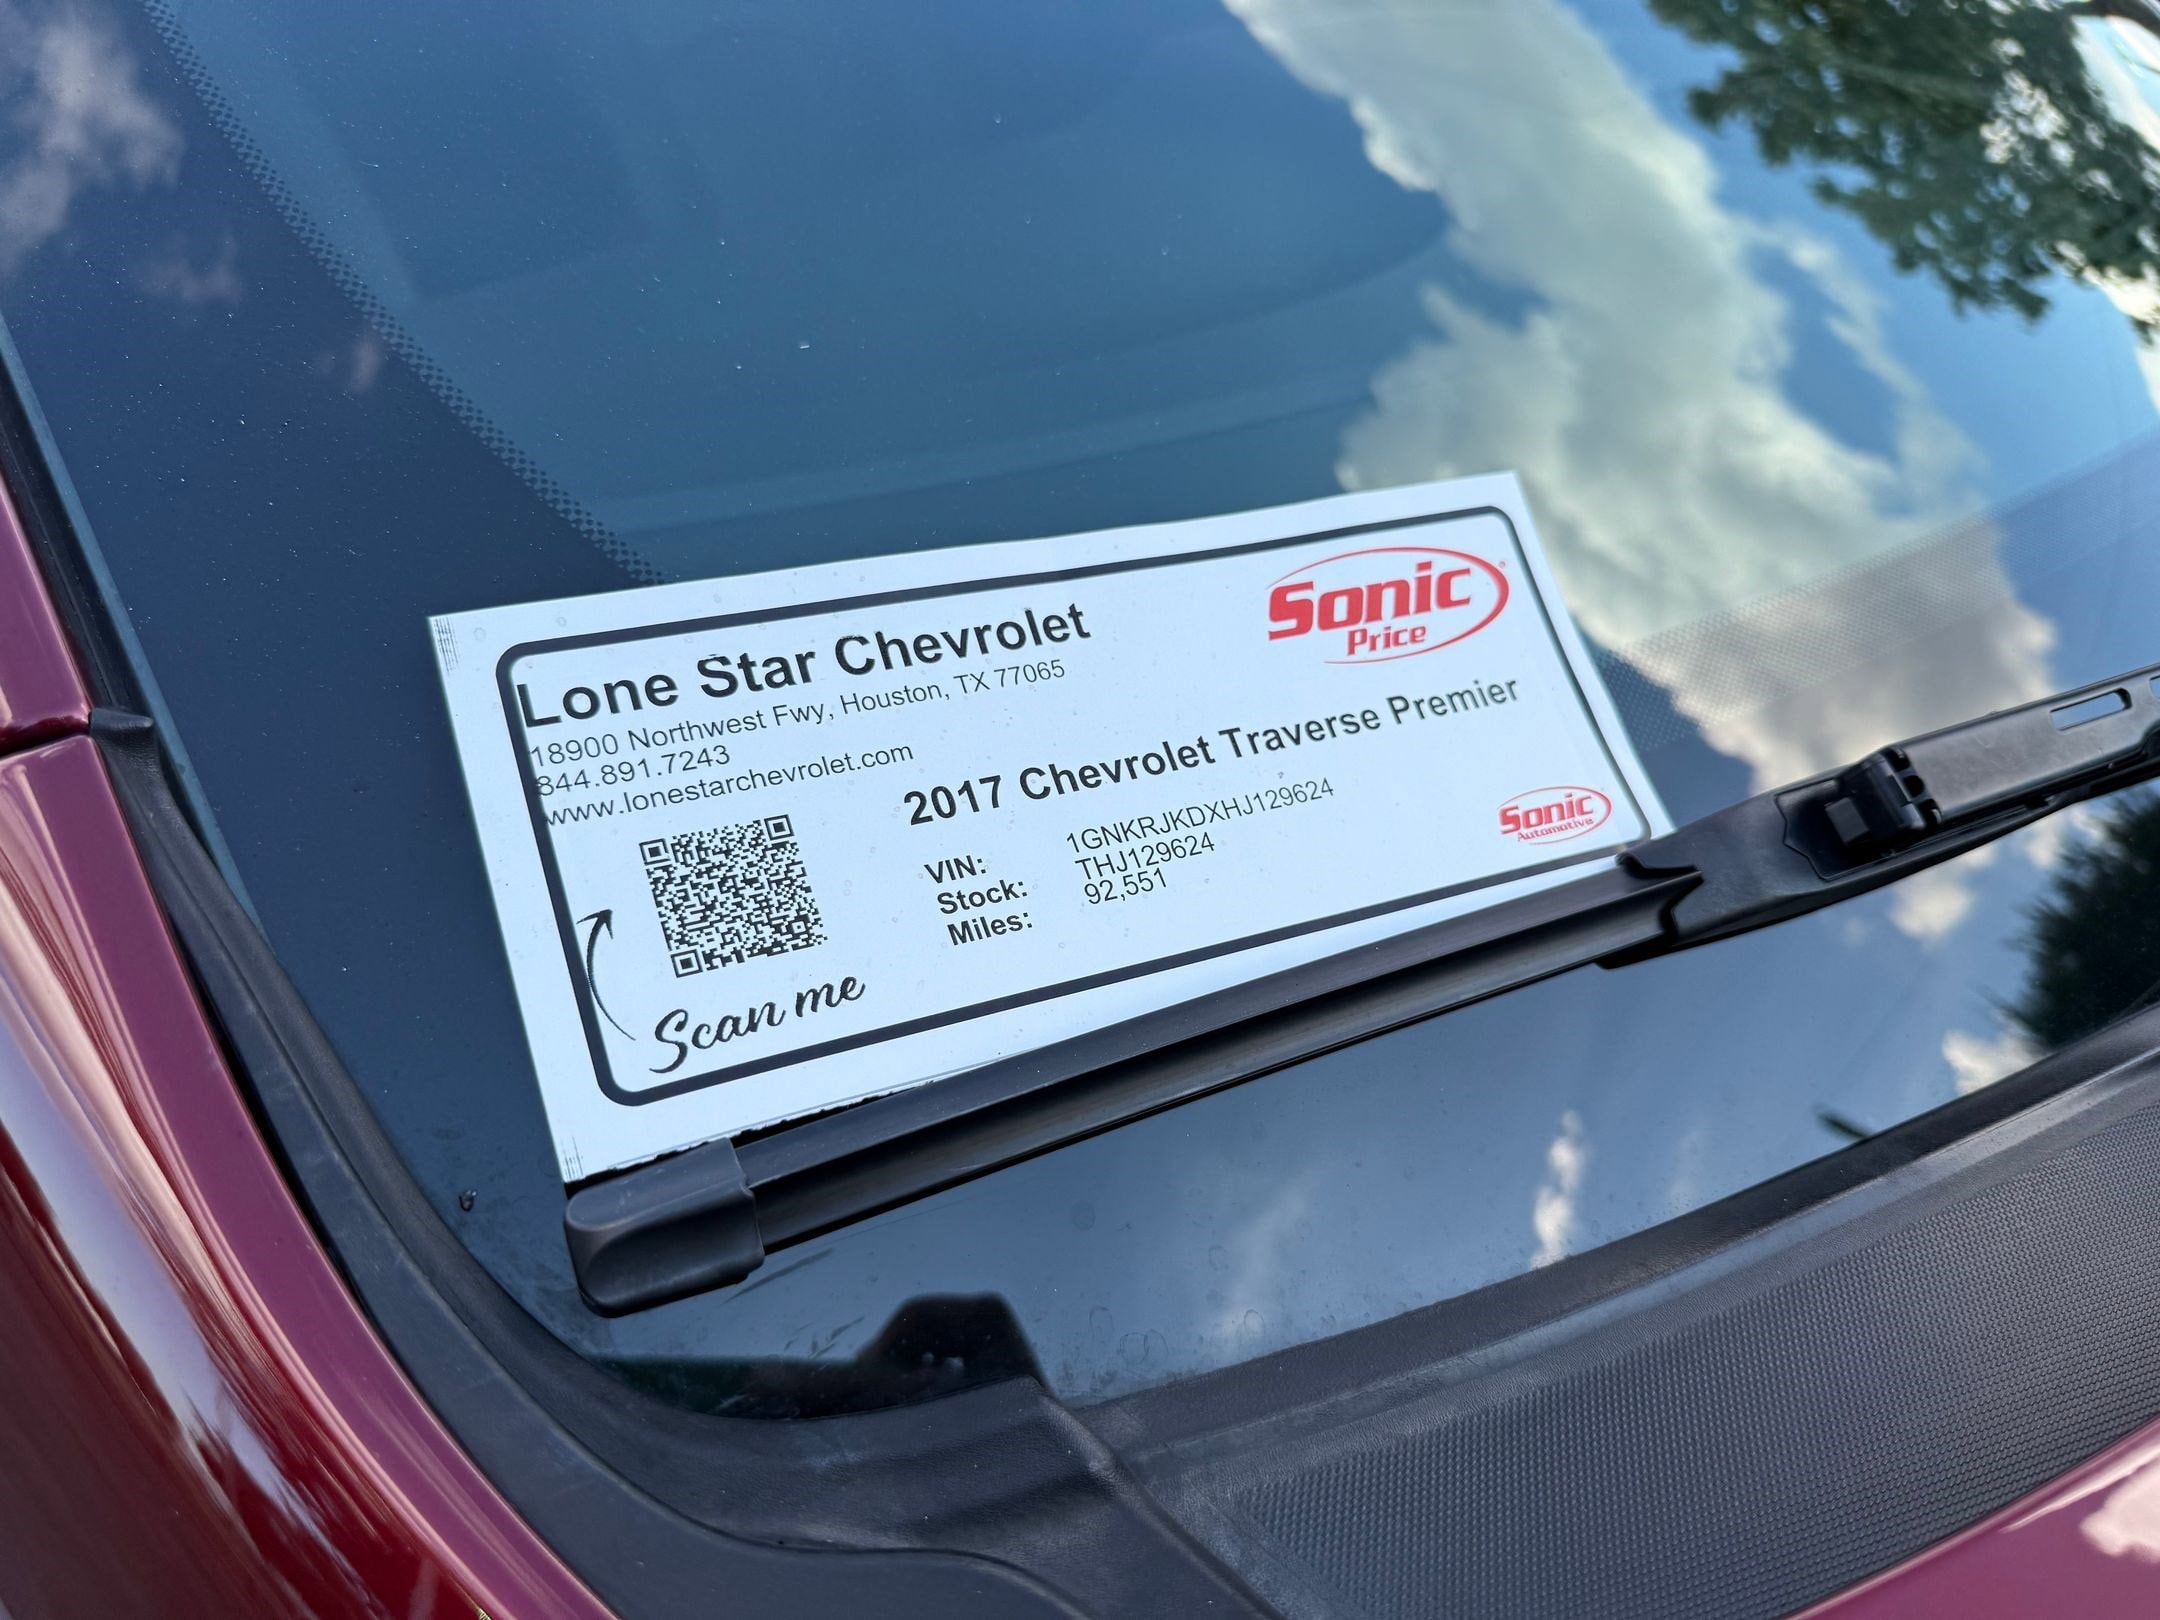 Lone Star Chevrolet
18900 Northwest Fwy, Houston, TX 77065
844.891.7243
www.lonestarchevrolet.com
Sonic®
Price
2017 Chevrolet Traverse Premier
VIN: 1GNKRJKDXHJ129624
Stock: THJ129624
Miles: 92,551
Scan me
Sonic
Automotive